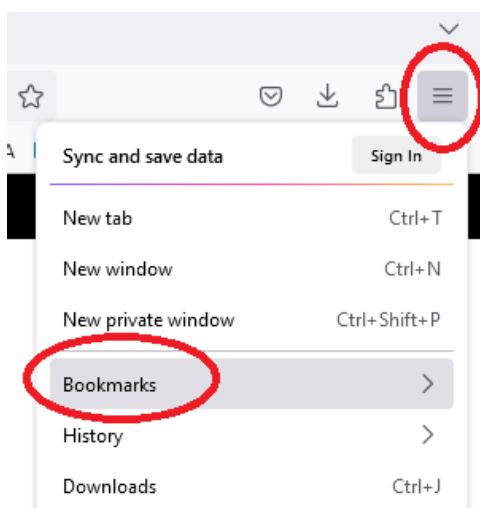 A
Sync and save data Sign In
New tab Ctrl+T
New window Ctrl+N
New private window Ctrl+Shift+P
Bookmarks
History
Downloads Ctrl+J